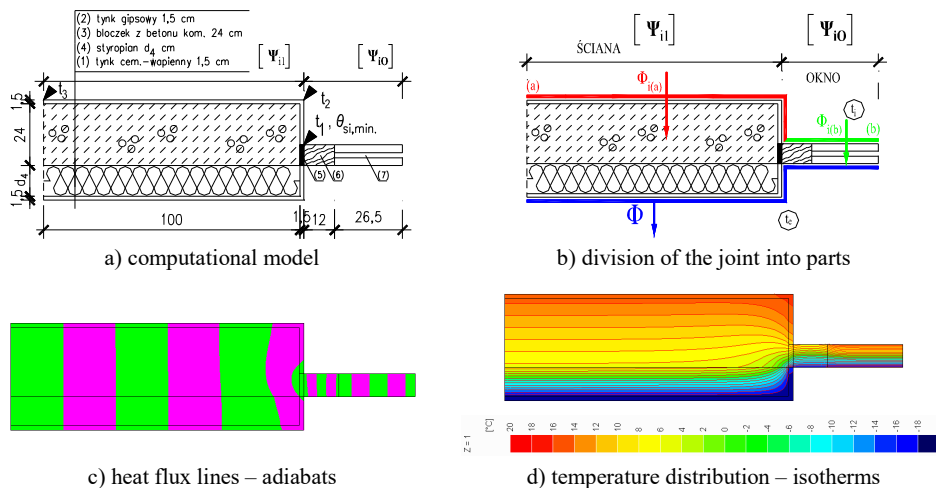 (2) tynk gipsowy 1,5 cm
(3) bloczek z betonu kom. 24 cm
(4) styropian d4 cm
(1) tynk cem.-wapienny 1,5 cm
[Ψi1] [Ψi0]
t3 t2
t1, θsi,min.
1,5
24
d4
1,5
(5) (6) (7)
100 1,5 12 26,5
a) computational model
[Ψi1] [Ψi0]
ŚCIANA
OKNO
(a) Φi(a) ti
Φi(b) (b)
Φ te
b) division of the joint into parts
c) heat flux lines – adiabats
Z = 1 [°C] 20 18 16 14 12 10 8 6 4 2 0 -2 -4 -6 -8 -10 -12 -14 -16 -18
d) temperature distribution – isotherms